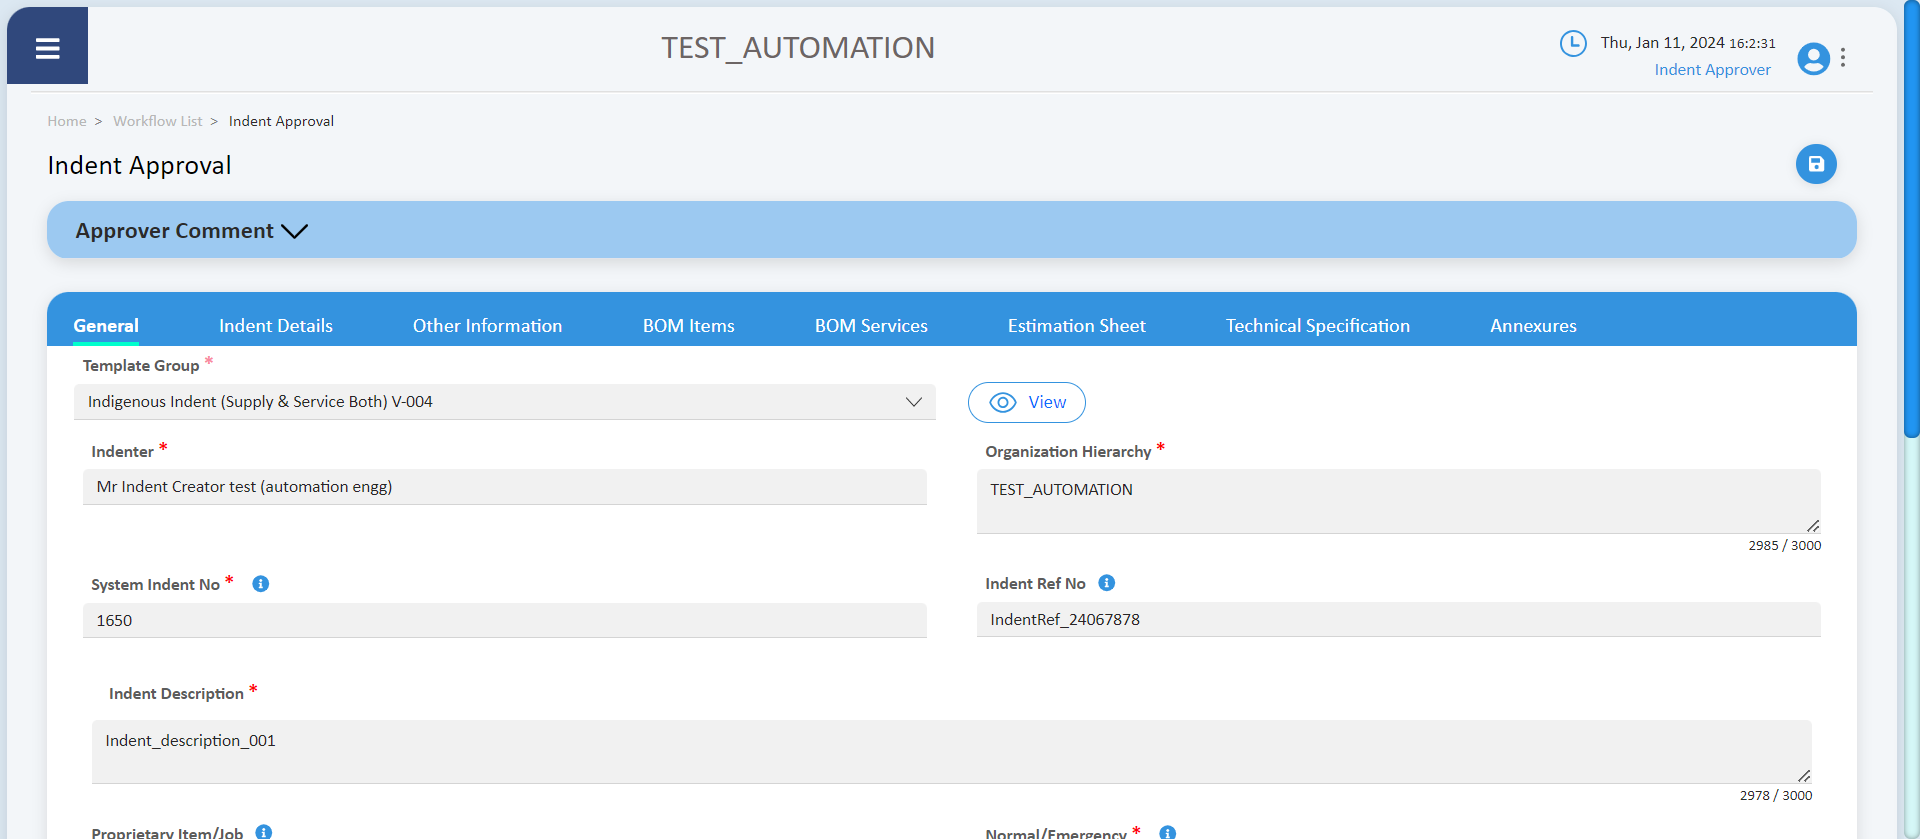 TEST_AUTOMATION
Thu, Jan 11, 2024 16:2:31
Indent Approver
Home > Workflow List > Indent Approval
Indent Approval
Approver Comment
General Indent Details Other Information BOM Items BOM Services Estimation Sheet Technical Specification Annexures
Template Group *
Indigenous Indent (Supply & Service Both) V-004
View
Indenter *
Mr Indent Creator test (automation engg)
Organization Hierarchy *
TEST_AUTOMATION
2985 / 3000
System Indent No *
1650
Indent Ref No
IndentRef_24067878
Indent Description *
Indent_description_001
2978 / 3000
Proprietary Item/Job
Normal/Emergency *